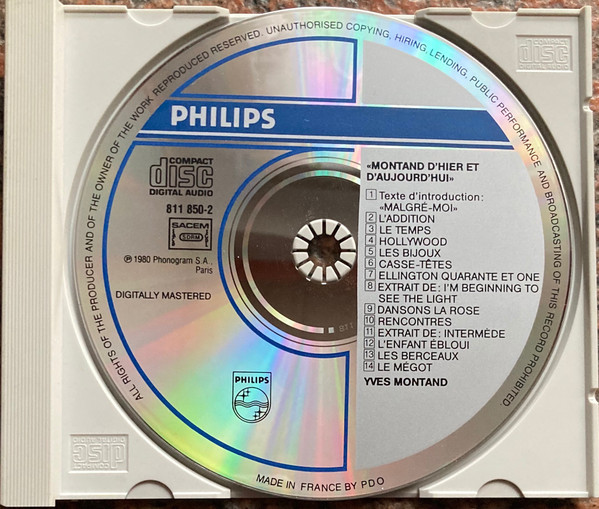 ALL RIGHTS OF THE PRODUCER AND OF THE OWNER OF THE WORK REPRODUCED RESERVED. UNAUTHORISED COPYING, HIRING, LENDING, PUBLIC PERFORMANCE AND BROADCASTING OF THIS RECORD PROHIBITED.
disc
PHILIPS
COMPACT
disc
DIGITAL AUDIO
811 850-2
SACEM
SDRM
℗ 1980 Phonogram S.A.,
Paris
DIGITALLY MASTERED
«MONTAND D'HIER ET
D'AUJOURD'HUI»
1 Texte d'introduction:
«MALGRÉ-MOI»
2 L'ADDITION
3 LE TEMPS
4 HOLLYWOOD
5 LES BIJOUX
6 CASSE-TÊTES
7 ELLINGTON QUARANTE ET ONE
8 EXTRAIT DE: I'M BEGINNING TO
SEE THE LIGHT
9 DANSONS LA ROSE
10 RENCONTRES
11 EXTRAIT DE: INTERMÈDE
12 L'ENFANT ÉBLOUI
13 LES BERCEAUX
14 LE MÉGOT
YVES MONTAND
PHILIPS
COMPACT
disc
MADE IN FRANCE BY PDO